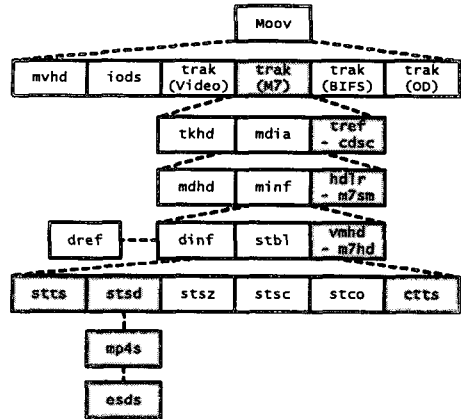 Moov
mvhd iods trak (Video) trak (M7) trak (BIFS) trak (OD)
tkhd mdia tref - cdsc
mdhd minf hdlr - m7sm
dref dinf stbl vmhd - m7hd
stts stsd stsz stsc stco ctts
mp4s
esds